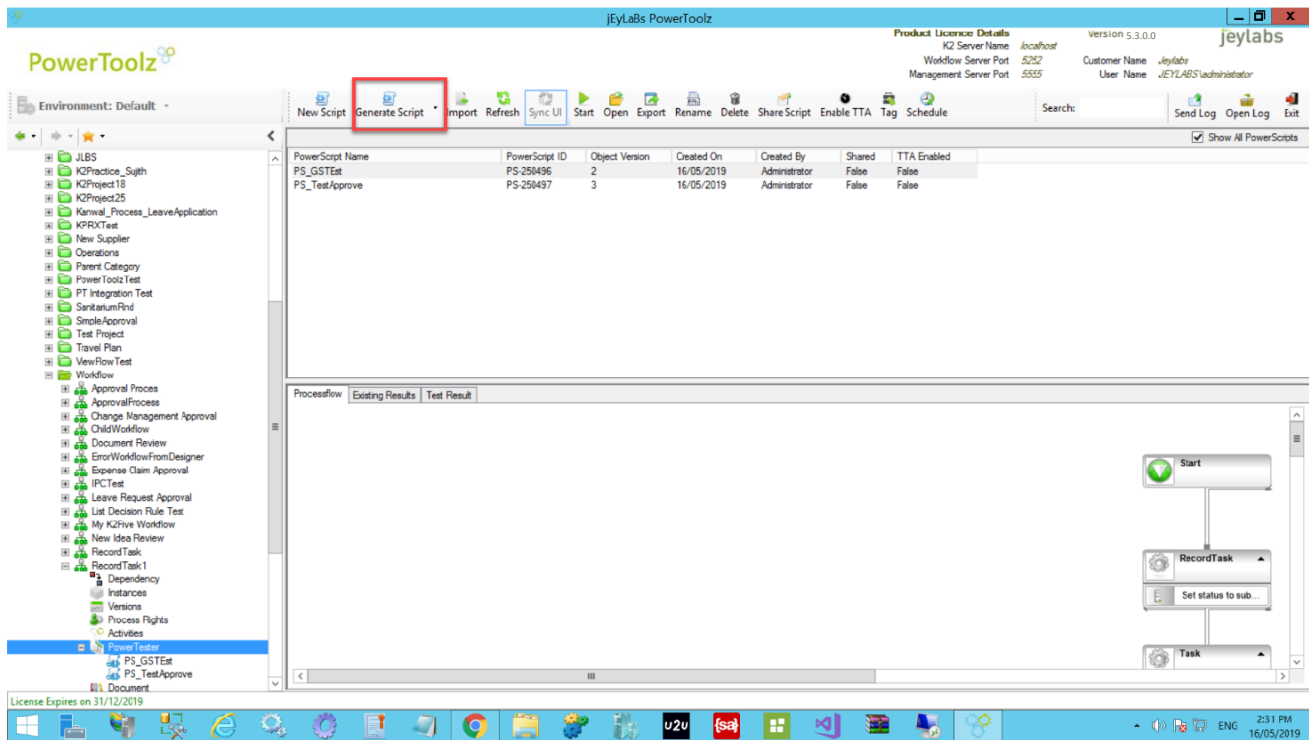 jEyLaBs PowerToolz
PowerToolz
Product Licence Details
K2 Server Name localhost
Workflow Server Port 5252
Management Server Port 5555
Version 5.3.0.0
Customer Name Jeylabs
User Name JEYLABS\administrator
jeylabs
Environment: Default
New Script Generate Script Import Refresh Sync UI Start Open Export Rename Delete Share Script Enable TTA Tag Schedule Search: Send Log Open Log Exit
Show All PowerScripts
JLBS
K2Practice_Sujith
K2Project18
K2Project25
Kanwal_Process_LeaveApplication
KPRXTest
New Supplier
Operations
Parent Category
PowerToolzTest
PT Integration Test
SanitariumRnd
SmpleApproval
Test Project
Travel Plan
ViewFlowTest
Workflow
Approval Proces
ApprovalFrocess
Change Management Approval
ChildWorkflow
Document Review
ErrorWorkflowFromDesigner
Expense Claim Approval
IPCTest
Leave Request Approval
List Decision Rule Test
My K2Five Workflow
New Idea Review
RecordTask
RecordTask1
Dependency
Instances
Versions
Process Rights
Activities
PowerTester
PS_GSTEst
PS_TestApprove
Document
PowerScrpt Name PowerScript ID Object Version Created On Created By Shared TTA Enabled
PS_GSTEst PS-250496 2 16/05/2019 Administrator False False
PS_TestApprove PS-250497 3 16/05/2019 Administrator False False
Processflow Existing Results Test Result
Start
RecordTask
Set status to sub...
Task
License Expires on 31/12/2019
u2u
{sa}
ENG
2:31 PM
16/05/2019